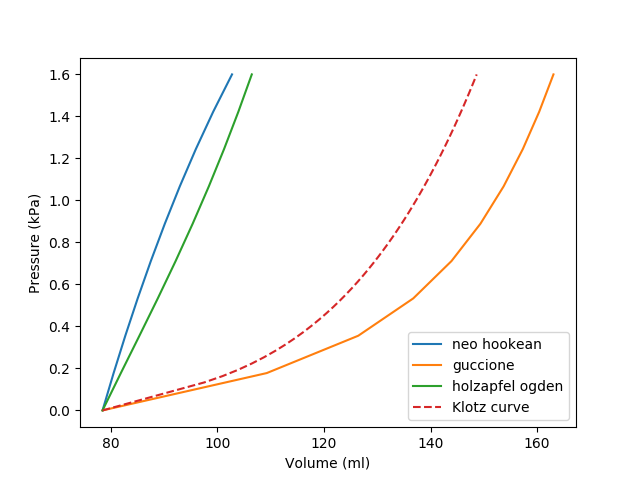 1.6
1.4
1.2
1.0
0.8
0.6
0.4
0.2
0.0
Pressure (kPa)
80
100
120
140
160
Volume (ml)
neo hookean
guccione
holzapfel ogden
Klotz curve